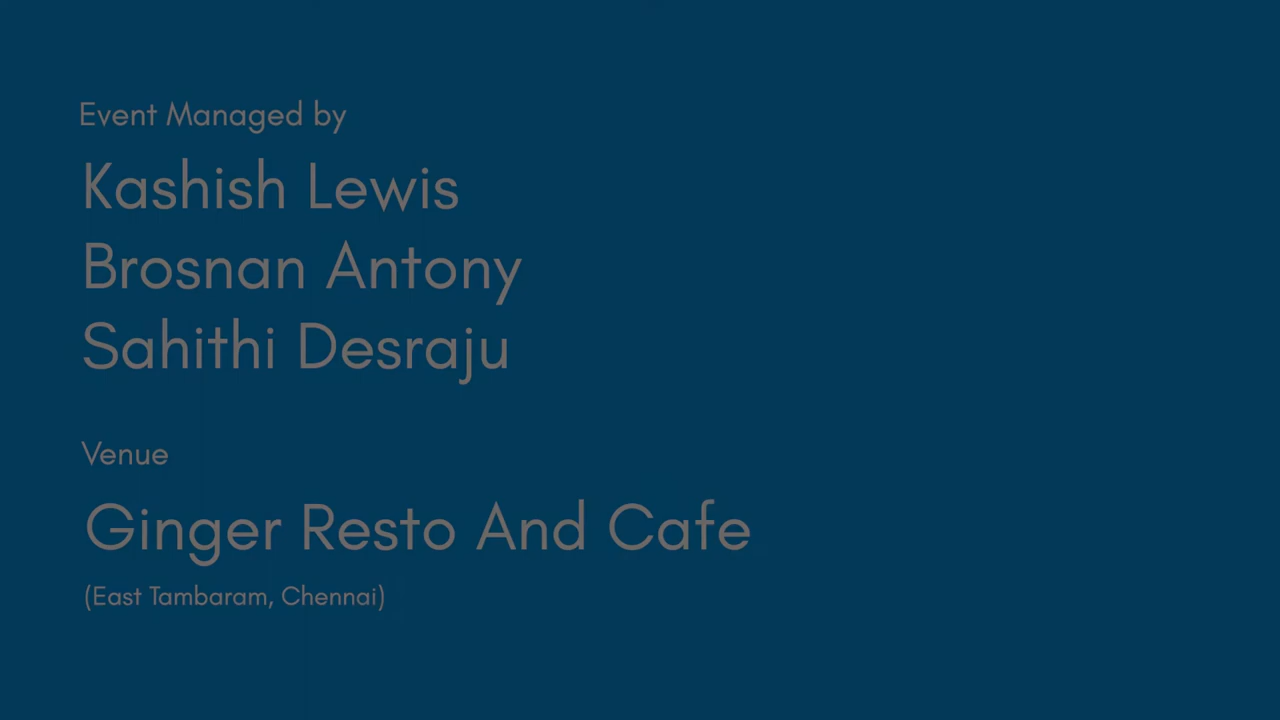 Event Managed by
Kashish Lewis
Brosnan Antony
Sahithi Desraju
Venue
Ginger Resto And Cafe
(East Tambaram, Chennai)